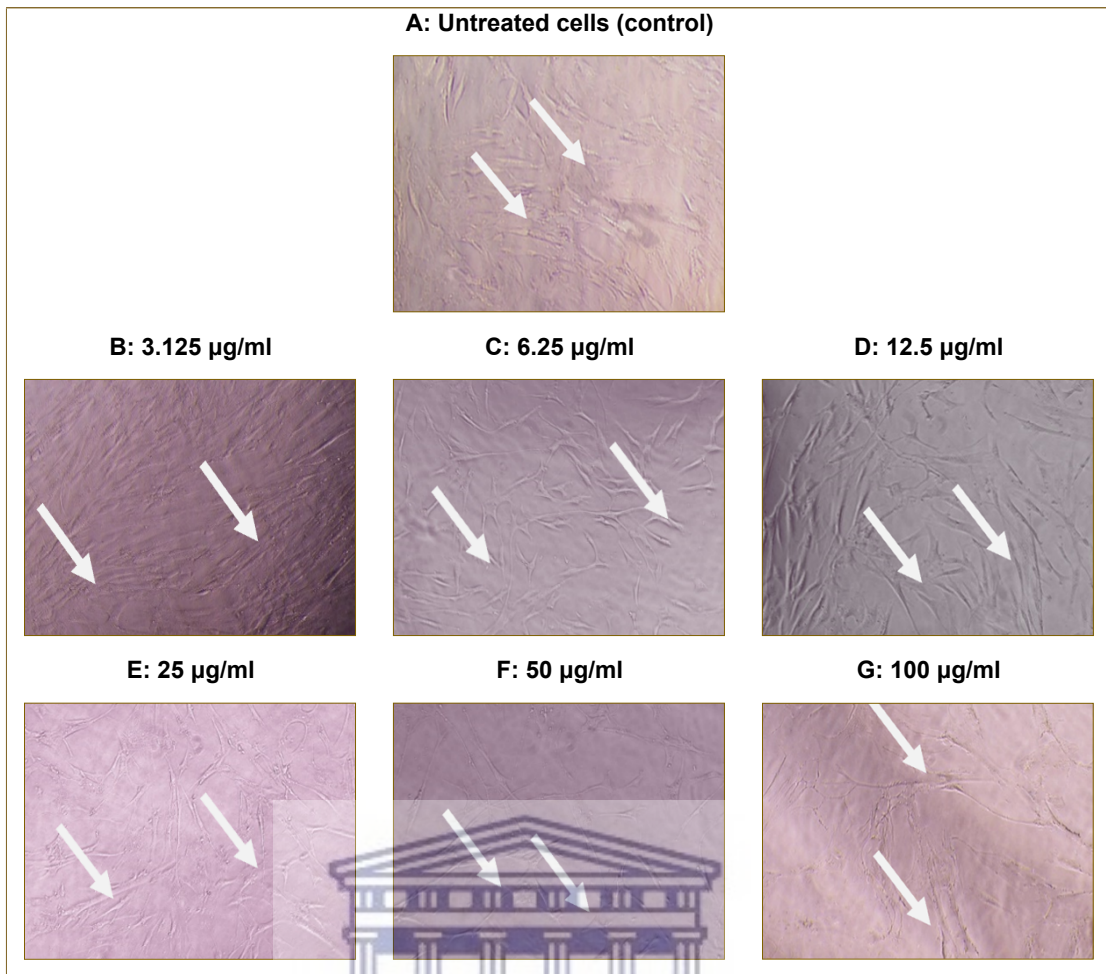 A: Untreated cells (control)
B: 3.125 µg/ml
C: 6.25 µg/ml
D: 12.5 µg/ml
E: 25 µg/ml
F: 50 µg/ml
G: 100 µg/ml